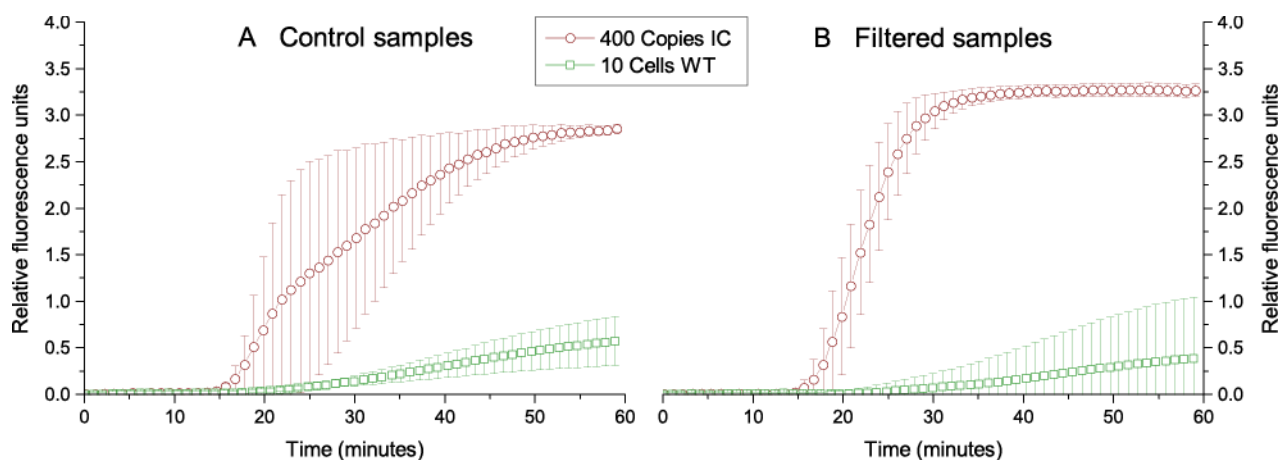 A Control samples
400 Copies IC
10 Cells WT
B Filtered samples
Relative fluorescence units
4.0
3.5
3.0
2.5
2.0
1.5
1.0
0.5
0.0
0 10 20 30 40 50 60
Time (minutes)
0 10 20 30 40 50 60
Time (minutes)
4.0
3.5
3.0
2.5
2.0
1.5
1.0
0.5
0.0
Relative fluorescence units